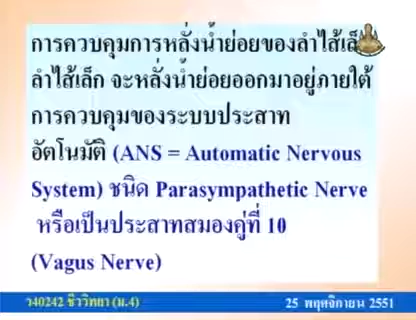 การควบคุมการหลั่งน้ำย่อยของลำไส้เล็
ลำไส้เล็ก จะหลั่งน้ำย่อยออกมาอยู่ภายใต้
การควบคุมของระบบประสาท
อัตโนมัติ (ANS = Automatic Nervous
System) ชนิด Parasympathetic Nerve
หรือเป็นประสาทสมองคู่ที่ 10
(Vagus Nerve)
ว40242 ชีววิทยา (ม.4)
25 พฤศจิกายน 2551